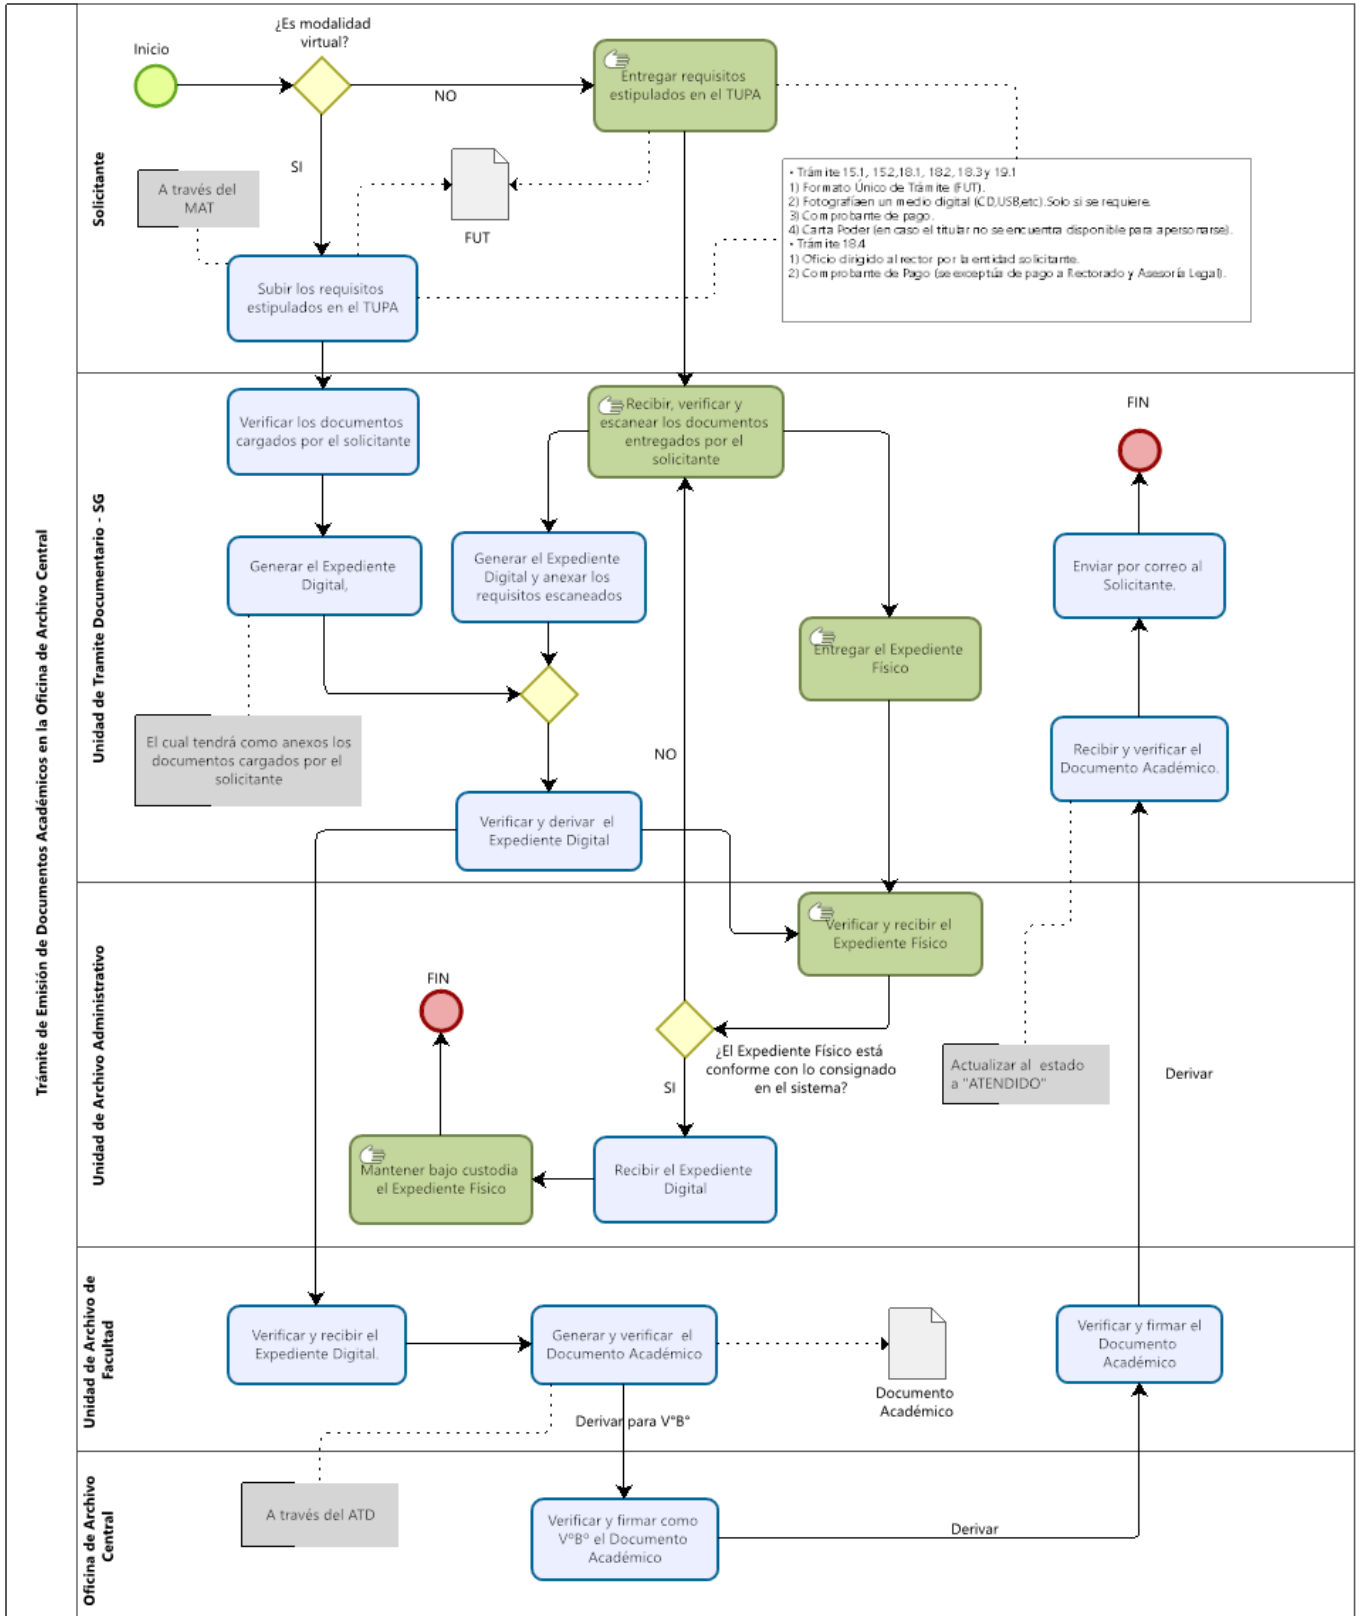 Trámite de Emisión de Documentos Académicos en la Oficina de Archivo Central
Solicitante
Inicio
¿Es modalidad
virtual?
NO
SI
Entregar requisitos
estipulados en el TUPA
A través del
MAT
FUT
Subir los requisitos
estipulados en el TUPA
• Trámite 15.1, 15.2,18.1, 18.2, 18.3 y 19.1
1) Formato Único de Trámite (FUT).
2) Fotografíaen un medio digital (CD,USB,etc).Solo si se requiere.
3) Comprobante de pago.
4) Carta Poder (en caso el titular no se encuentra disponible para apersonarse).
• Trámite 18.4
1) Oficio dirigido al rector por la entidad solicitante.
2) Comprobante de Pago (se exceptúa de pago a Rectorado y Asesoría Legal).
Unidad de Tramite Documentario - SG
Verificar los documentos
cargados por el solicitante
Recibir, verificar y
escanear los documentos
entregados por el
solicitante
FIN
Generar el Expediente
Digital,
Generar el Expediente
Digital y anexar los
requisitos escaneados
Enviar por correo al
Solicitante.
Entregar el Expediente
Físico
El cual tendrá como anexos los
documentos cargados por el
solicitante
NO
Recibir y verificar el
Documento Académico.
Verificar y derivar el
Expediente Digital
Unidad de Archivo Administrativo
Verificar y recibir el
Expediente Físico
FIN
¿El Expediente Físico está
conforme con lo consignado
en el sistema?
SI
Actualizar al estado
a "ATENDIDO"
Derivar
Mantener bajo custodia
el Expediente Físico
Recibir el Expediente
Digital
Unidad de Archivo de
Facultad
Verificar y recibir el
Expediente Digital.
Generar y verificar el
Documento Académico
Documento
Académico
Verificar y firmar el
Documento
Académico
Derivar para V°B°
Oficina de Archivo
Central
A través del ATD
Verificar y firmar como
V°B° el Documento
Académico
Derivar